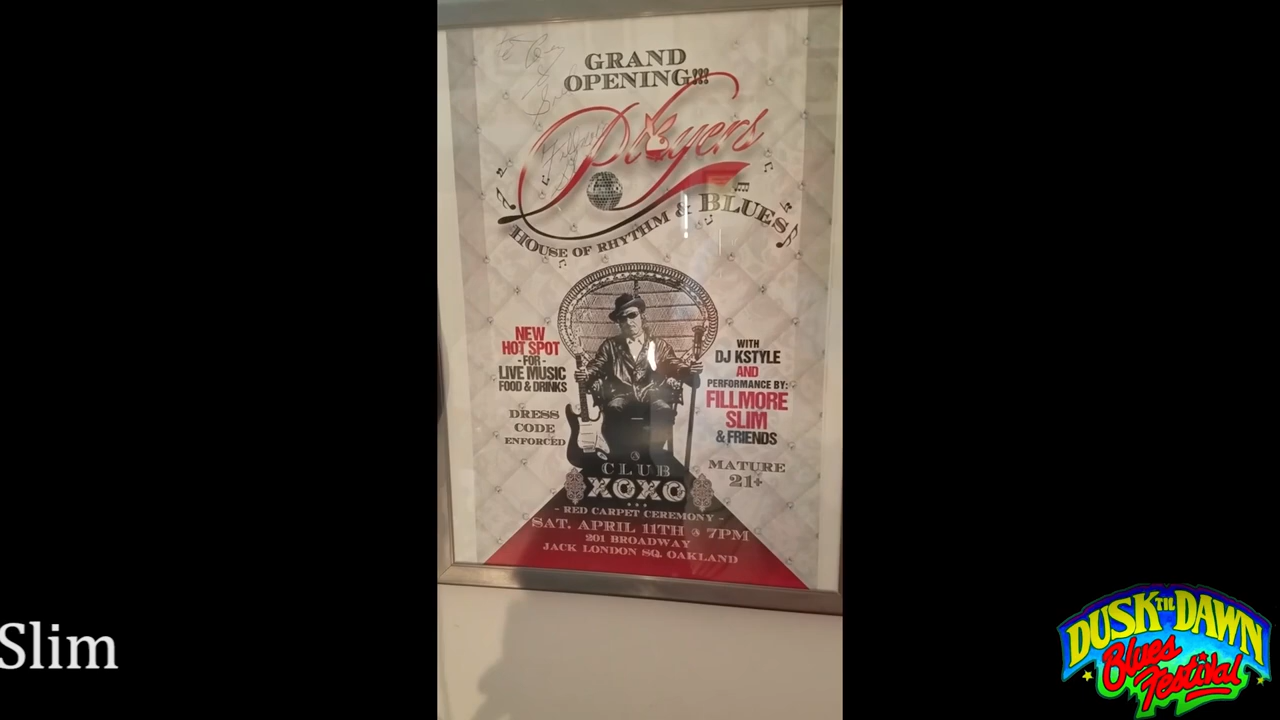 GRAND
OPENING!!!
Players
HOUSE OF RHYTHM & BLUES
NEW
HOT SPOT
- FOR -
LIVE MUSIC
FOOD & DRINKS
DRESS
CODE
ENFORCED
WITH
DJ KSTYLE
AND
PERFORMANCE BY:
FILLMORE
SLIM
& FRIENDS
MATURE
21+
CLUB
XOXO
- RED CARPET CEREMONY -
SAT. APRIL 11TH @ 7PM
201 BROADWAY
JACK LONDON SQ. OAKLAND
Slim
DUSK TIL DAWN
Blues
Festival